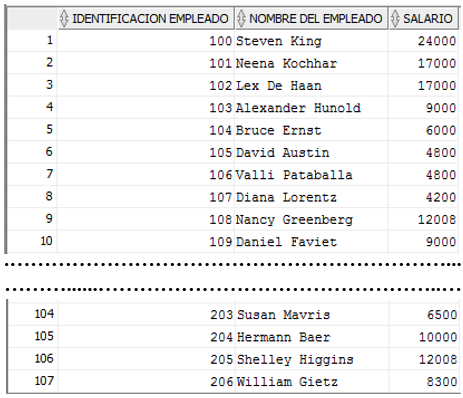 IDENTIFICACION EMPLEADO NOMBRE DEL EMPLEADO SALARIO
1 100 Steven King 24000
2 101 Neena Kochhar 17000
3 102 Lex De Haan 17000
4 103 Alexander Hunold 9000
5 104 Bruce Ernst 6000
6 105 David Austin 4800
7 106 Valli Pataballa 4800
8 107 Diana Lorentz 4200
9 108 Nancy Greenberg 12008
10 109 Daniel Faviet 9000
104 203 Susan Mavris 6500
105 204 Hermann Baer 10000
106 205 Shelley Higgins 12008
107 206 William Gietz 8300